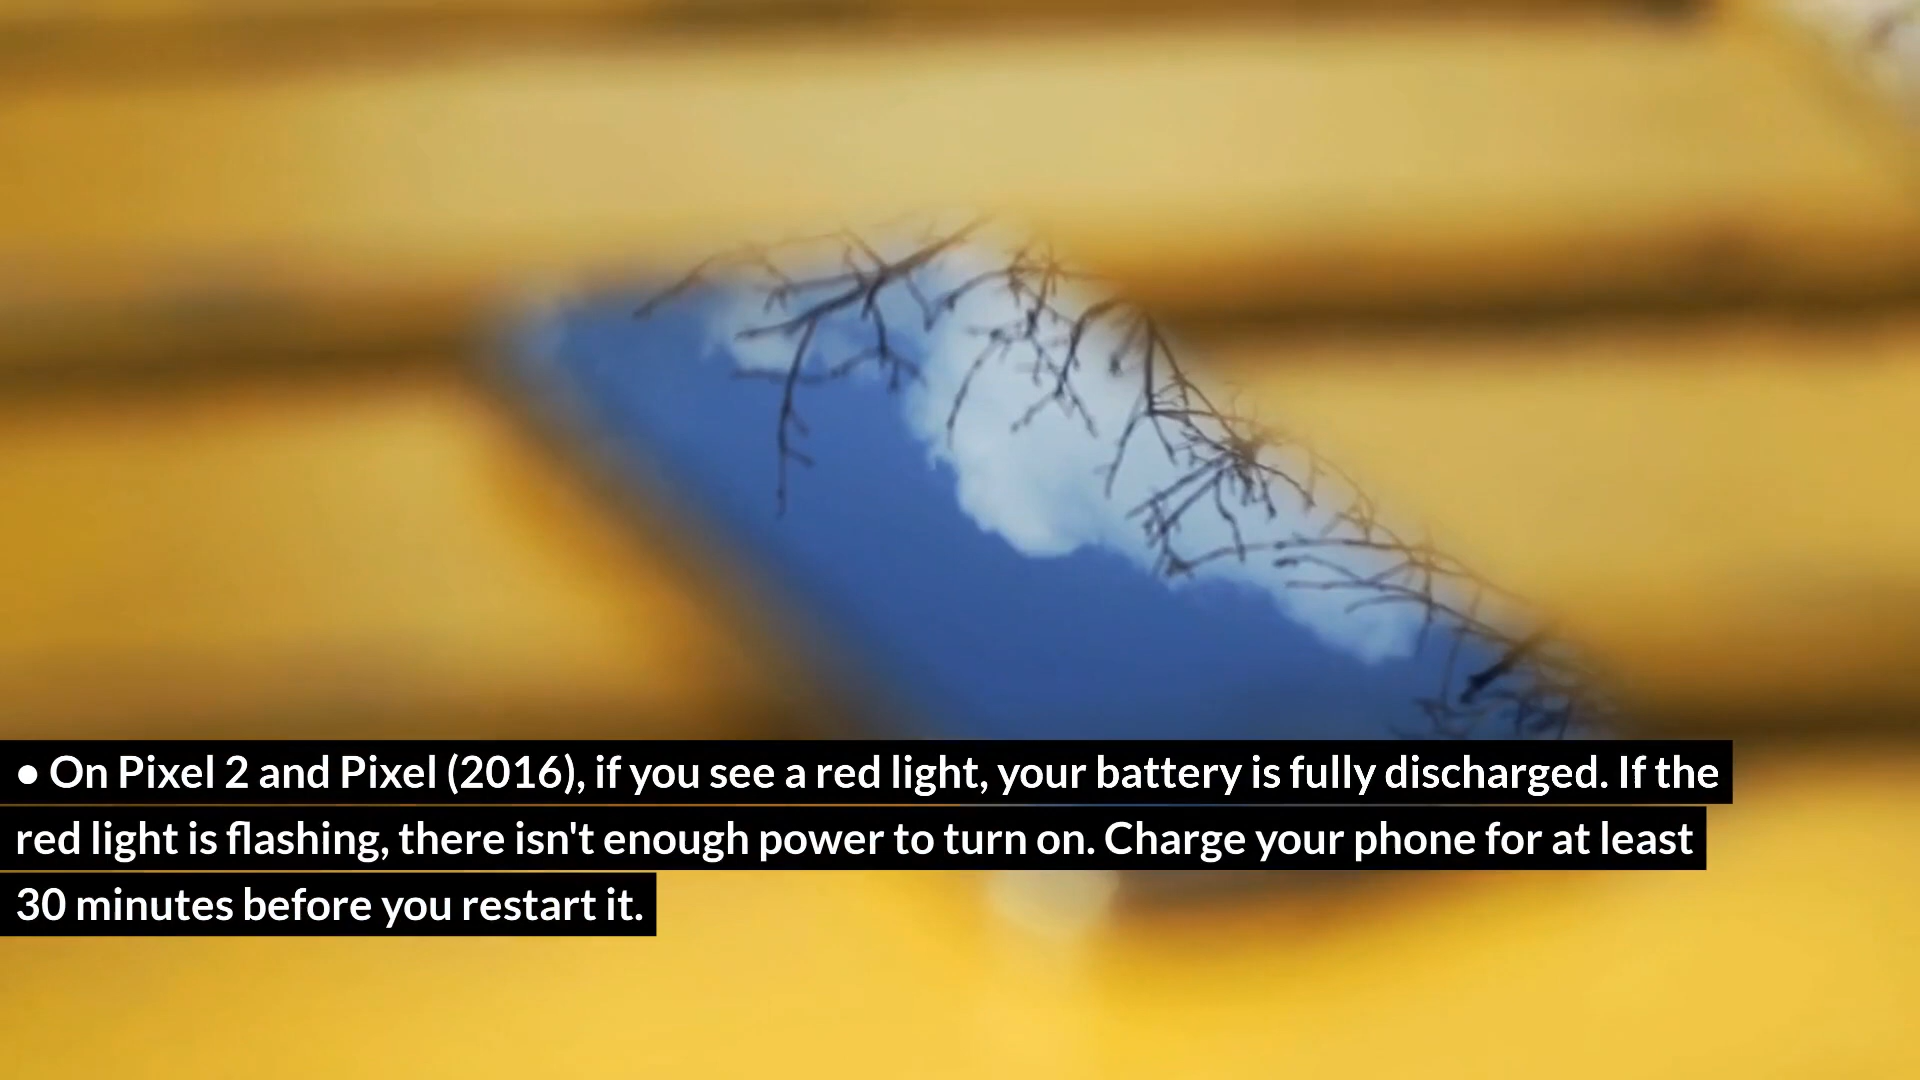 ● On Pixel 2 and Pixel (2016), if you see a red light, your battery is fully discharged. If the
red light is flashing, there isn't enough power to turn on. Charge your phone for at least
30 minutes before you restart it.